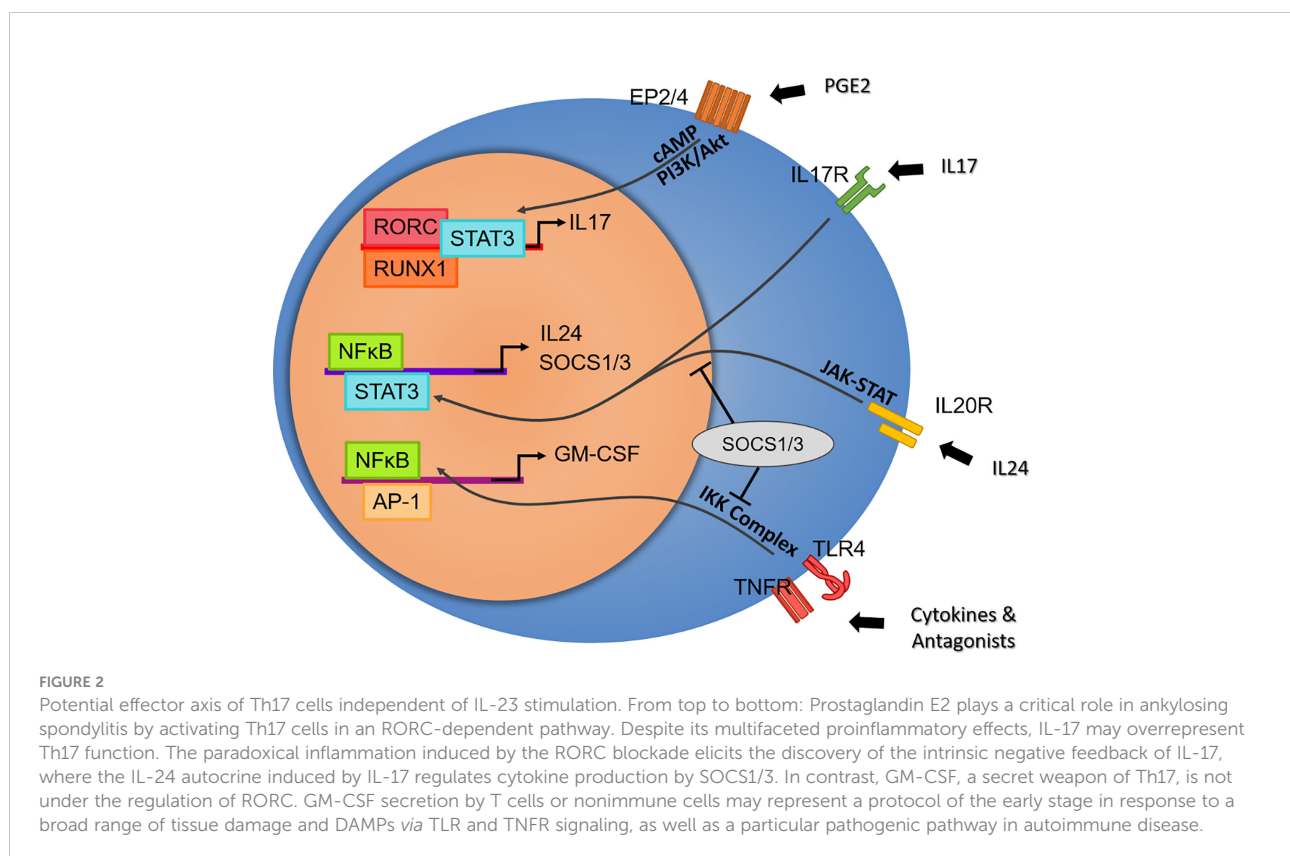 EP2/4
PGE2
cAMP
PI3K/Akt
IL17R
IL17
RORC
STAT3
IL17
RUNX1
NFκB
IL24
SOCS1/3
STAT3
JAK-STAT
IL20R
IL24
SOCS1/3
NFκB
GM-CSF
AP-1
IKK Complex
TLR4
TNFR
Cytokines &
Antagonists
FIGURE 2
Potential effector axis of Th17 cells independent of IL-23 stimulation. From top to bottom: Prostaglandin E2 plays a critical role in ankylosing
spondylitis by activating Th17 cells in an RORC-dependent pathway. Despite its multifaceted proinflammatory effects, IL-17 may overrepresent
Th17 function. The paradoxical inflammation induced by the RORC blockade elicits the discovery of the intrinsic negative feedback of IL-17,
where the IL-24 autocrine induced by IL-17 regulates cytokine production by SOCS1/3. In contrast, GM-CSF, a secret weapon of Th17, is not
under the regulation of RORC. GM-CSF secretion by T cells or nonimmune cells may represent a protocol of the early stage in response to a
broad range of tissue damage and DAMPs via TLR and TNFR signaling, as well as a particular pathogenic pathway in autoimmune disease.